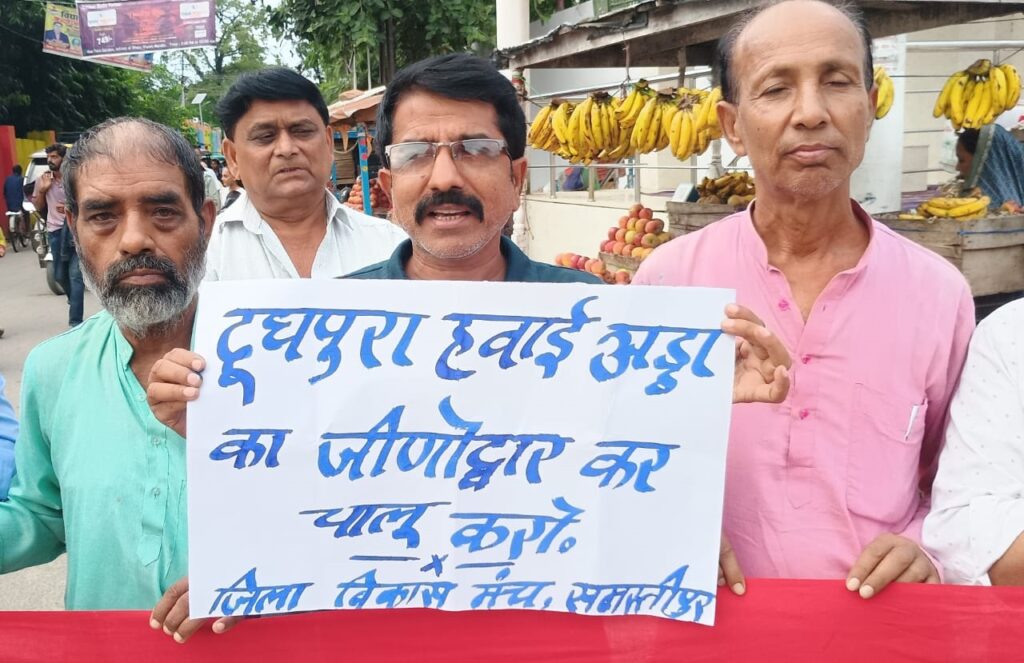 दूधपुरा हवाई अड्डा
का जीर्णोद्धार कर
चालू करो.
x
जिला विकास मंच, समस्तीपुर